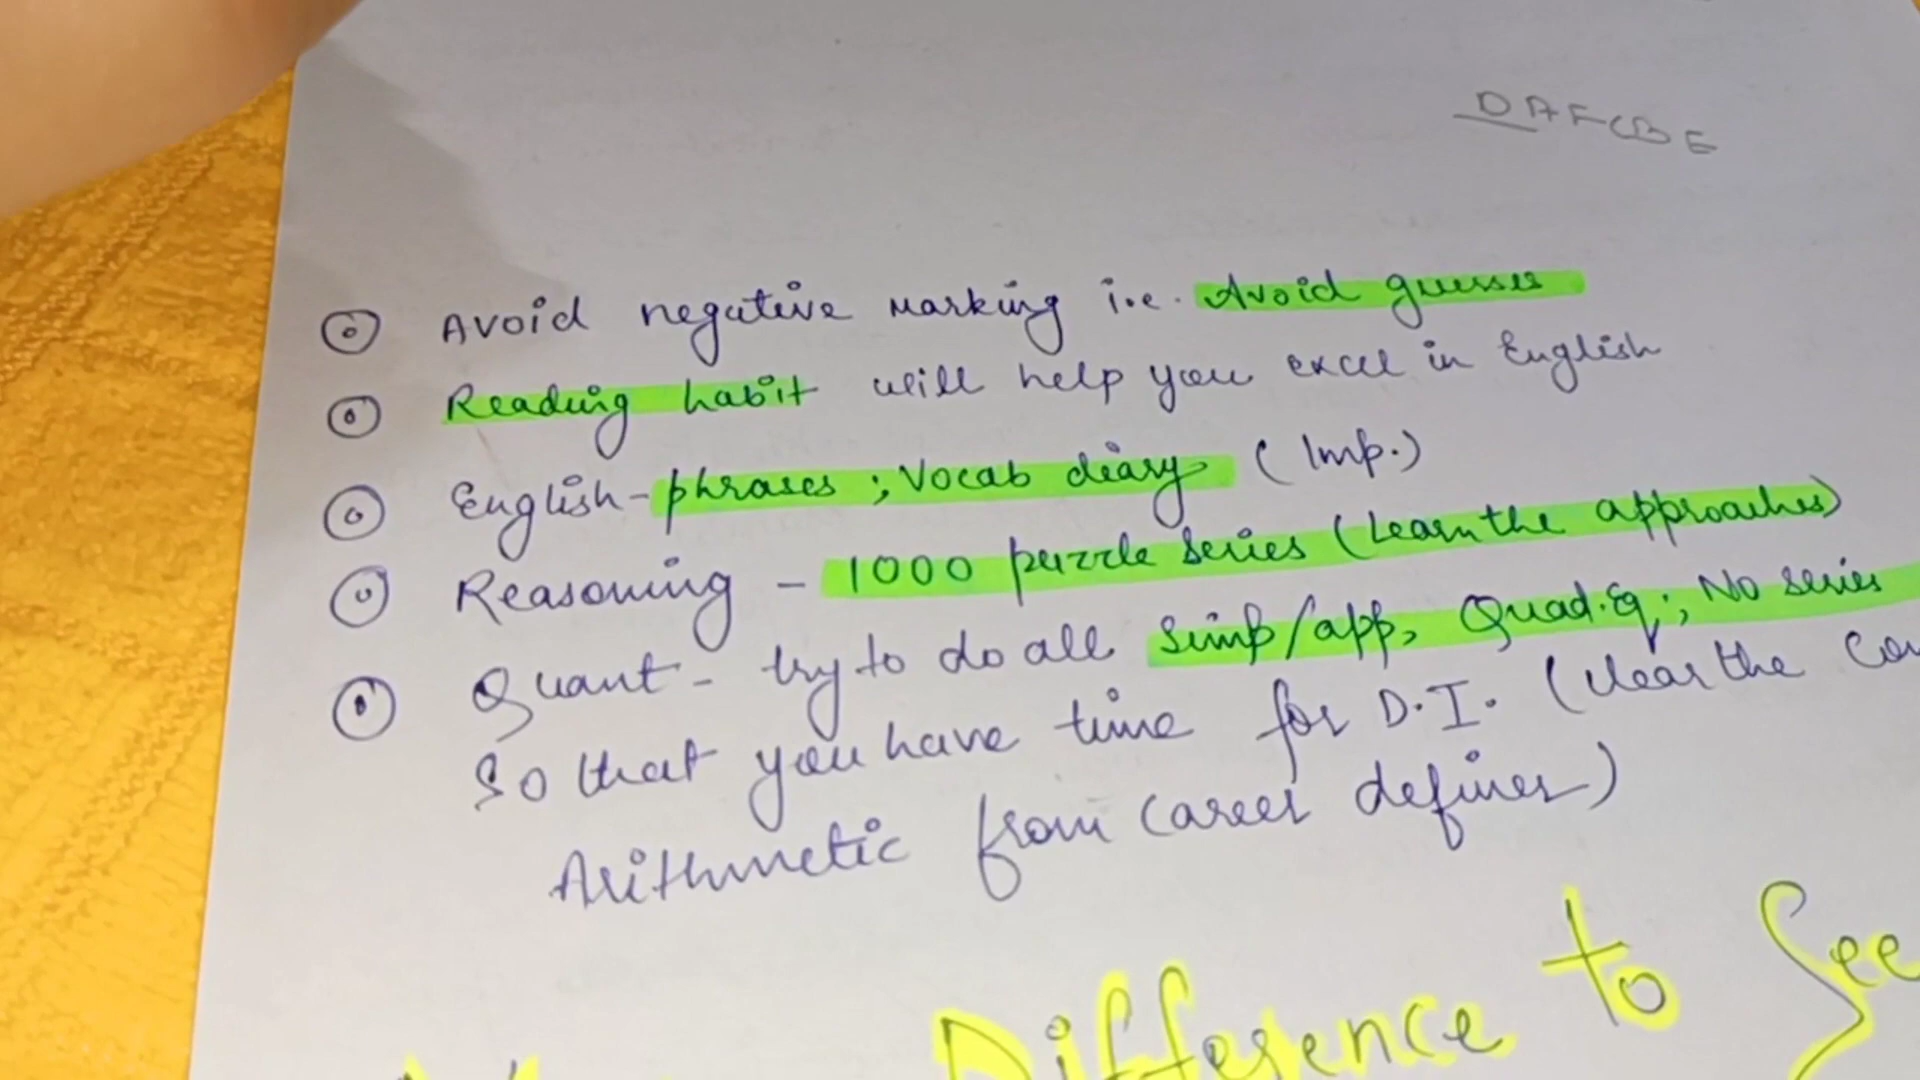 DAFCBE
Avoid negative marking i.e. Avoid guesses
Reading habit will help you excel in English
English - phrases ; Vocab diary (Imp.)
Reasoning - 1000 puzzle series (Learn the approaches)
Quant - try to do all Simp/app, Quad.Eq.; No series
So that you have time for D.I. (clear the
Arithmetic from Career definer)
Difference to See